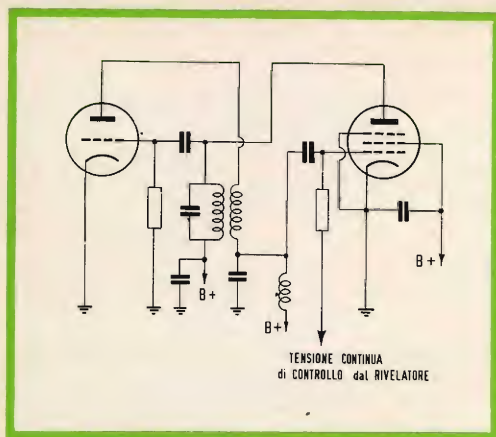 B+
B+
B+
TENSIONE CONTINUA
di CONTROLLO dal RIVELATORE